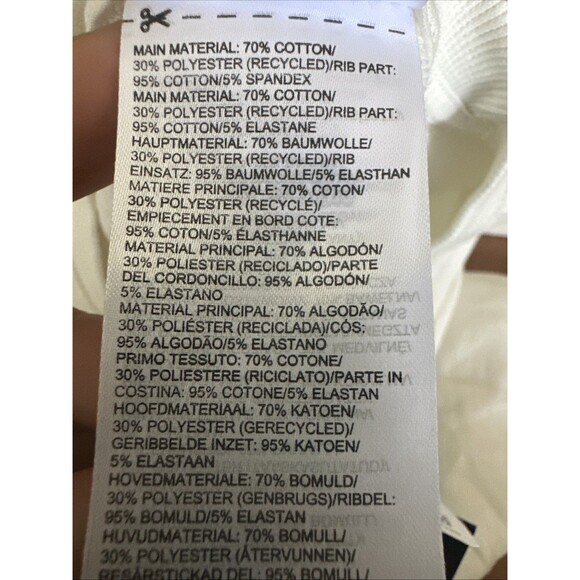 MAIN MATERIAL: 70% COTTON/
30% POLYESTER (RECYCLED)/RIB PART:
95% COTTON/5% SPANDEX
MAIN MATERIAL: 70% COTTON/
30% POLYESTER (RECYCLED)/RIB PART:
95% COTTON/5% ELASTANE
HAUPTMATERIAL: 70% BAUMWOLLE/
30% POLYESTER (RECYCLED)/RIB
EINSATZ: 95% BAUMWOLLE/5% ELASTHAN
MATIERE PRINCIPALE: 70% COTON/
30% POLYESTER (RECYCLÉ)/
EMPIECEMENT EN BORD COTE:
95% COTON/5% ÉLASTHANNE
MATERIAL PRINCIPAL: 70% ALGODÓN/
30% POLIESTER (RECICLADO)/PARTE
DEL CORDONCILLO: 95% ALGODÓN/
5% ELASTANO
MATERIAL PRINCIPAL: 70% ALGODÃO/
30% POLIÉSTER (RECICLADA)/CÓS:
95% ALGODÃO/5% ELASTANO
PRIMO TESSUTO: 70% COTONE/
30% POLIESTERE (RICICLATO)/PARTE IN
COSTINA: 95% COTONE/5% ELASTAN
HOOFDMATERIAAL: 70% KATOEN/
30% POLYESTER (GERECYCLED)/
GERIBBELDE INZET: 95% KATOEN/
5% ELASTAAN
HOVEDMATERIALE: 70% BOMULD/
30% POLYESTER (GENBRUGS)/RIBDEL:
95% BOMULD/5% ELASTAN
HUVUDMATERIAL: 70% BOMULL/
30% POLYESTER (ÅTERVUNNEN)/
RESÅRSTICKAD DEL: 95% BOMULL/